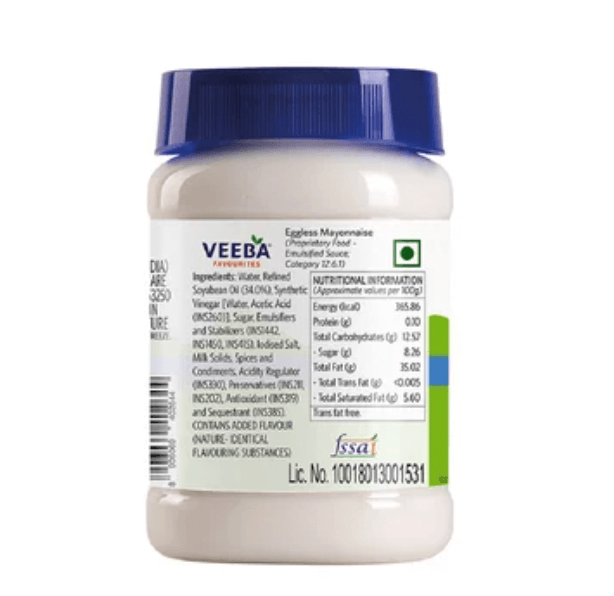 VEEBA
FAVOURITES
Eggless Mayonnaise
(Proprietary Food -
Emulsified Sauce;
Category 12.6.1)
Ingredients: Water, Refined
Soyabean Oil (34.0%), Synthetic
Vinegar [Water, Acetic Acid
(INS260)], Sugar, Emulsifiers
and Stabilizers (INS1442,
INS1450, INS415), Iodised Salt,
Milk Solids, Spices and
Condiments, Acidity Regulator
(INS330), Preservatives (INS211,
INS202), Antioxidant (INS319)
and Sequestrant (INS385).
CONTAINS ADDED FLAVOUR
(NATURE- IDENTICAL
FLAVOURING SUBSTANCES)
NUTRITIONAL INFORMATION
(Approximate values per 100g)
Energy (kcal) 365.86
Protein (g) 0.10
Total Carbohydrates (g) 12.57
- Sugar (g) 8.26
Total Fat (g) 35.02
- Total Trans Fat (g) <0.005
- Total Saturated Fat (g) 5.60
Trans fat free.
fssai
Lic. No. 10018013001531
DIA)
ARE
3250
IN
TURE